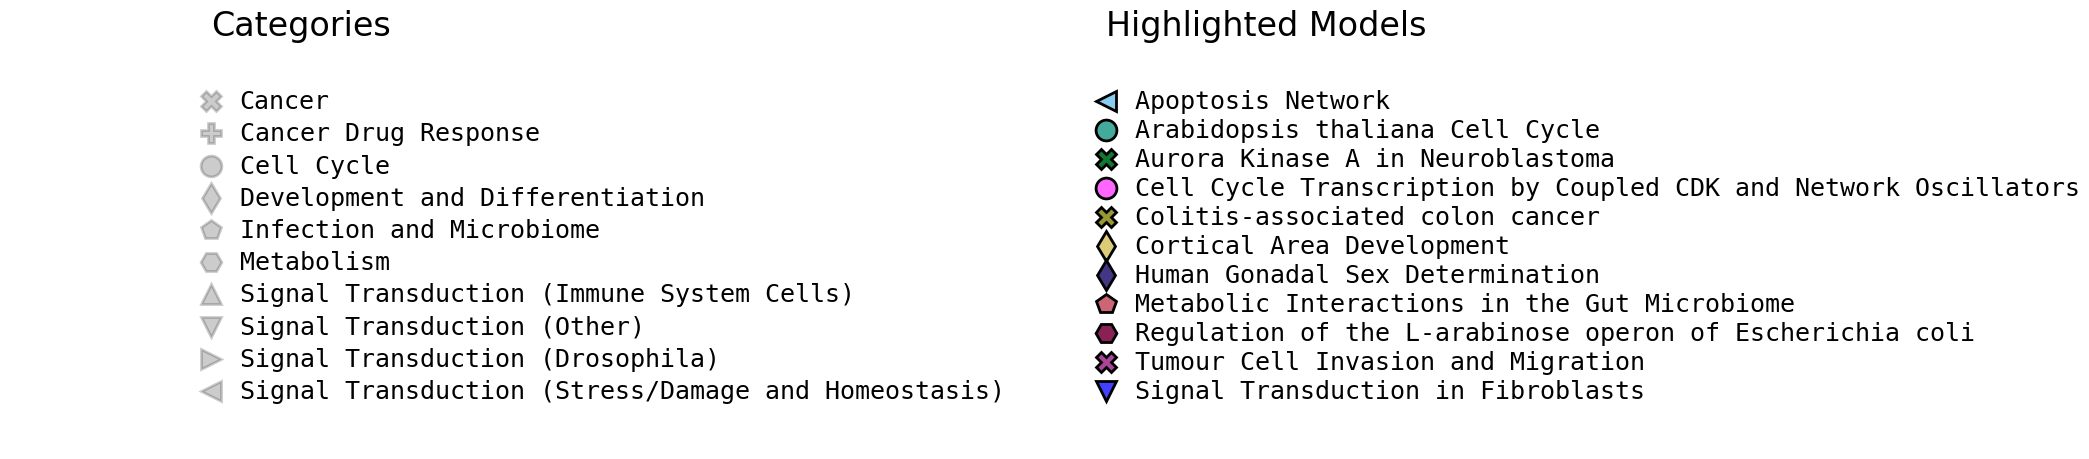 Categories
Cancer
Cancer Drug Response
Cell Cycle
Development and Differentiation
Infection and Microbiome
Metabolism
Signal Transduction (Immune System Cells)
Signal Transduction (Other)
Signal Transduction (Drosophila)
Signal Transduction (Stress/Damage and Homeostasis)
Highlighted Models
Apoptosis Network
Arabidopsis thaliana Cell Cycle
Aurora Kinase A in Neuroblastoma
Cell Cycle Transcription by Coupled CDK and Network Oscillators
Colitis-associated colon cancer
Cortical Area Development
Human Gonadal Sex Determination
Metabolic Interactions in the Gut Microbiome
Regulation of the L-arabinose operon of Escherichia coli
Tumour Cell Invasion and Migration
Signal Transduction in Fibroblasts